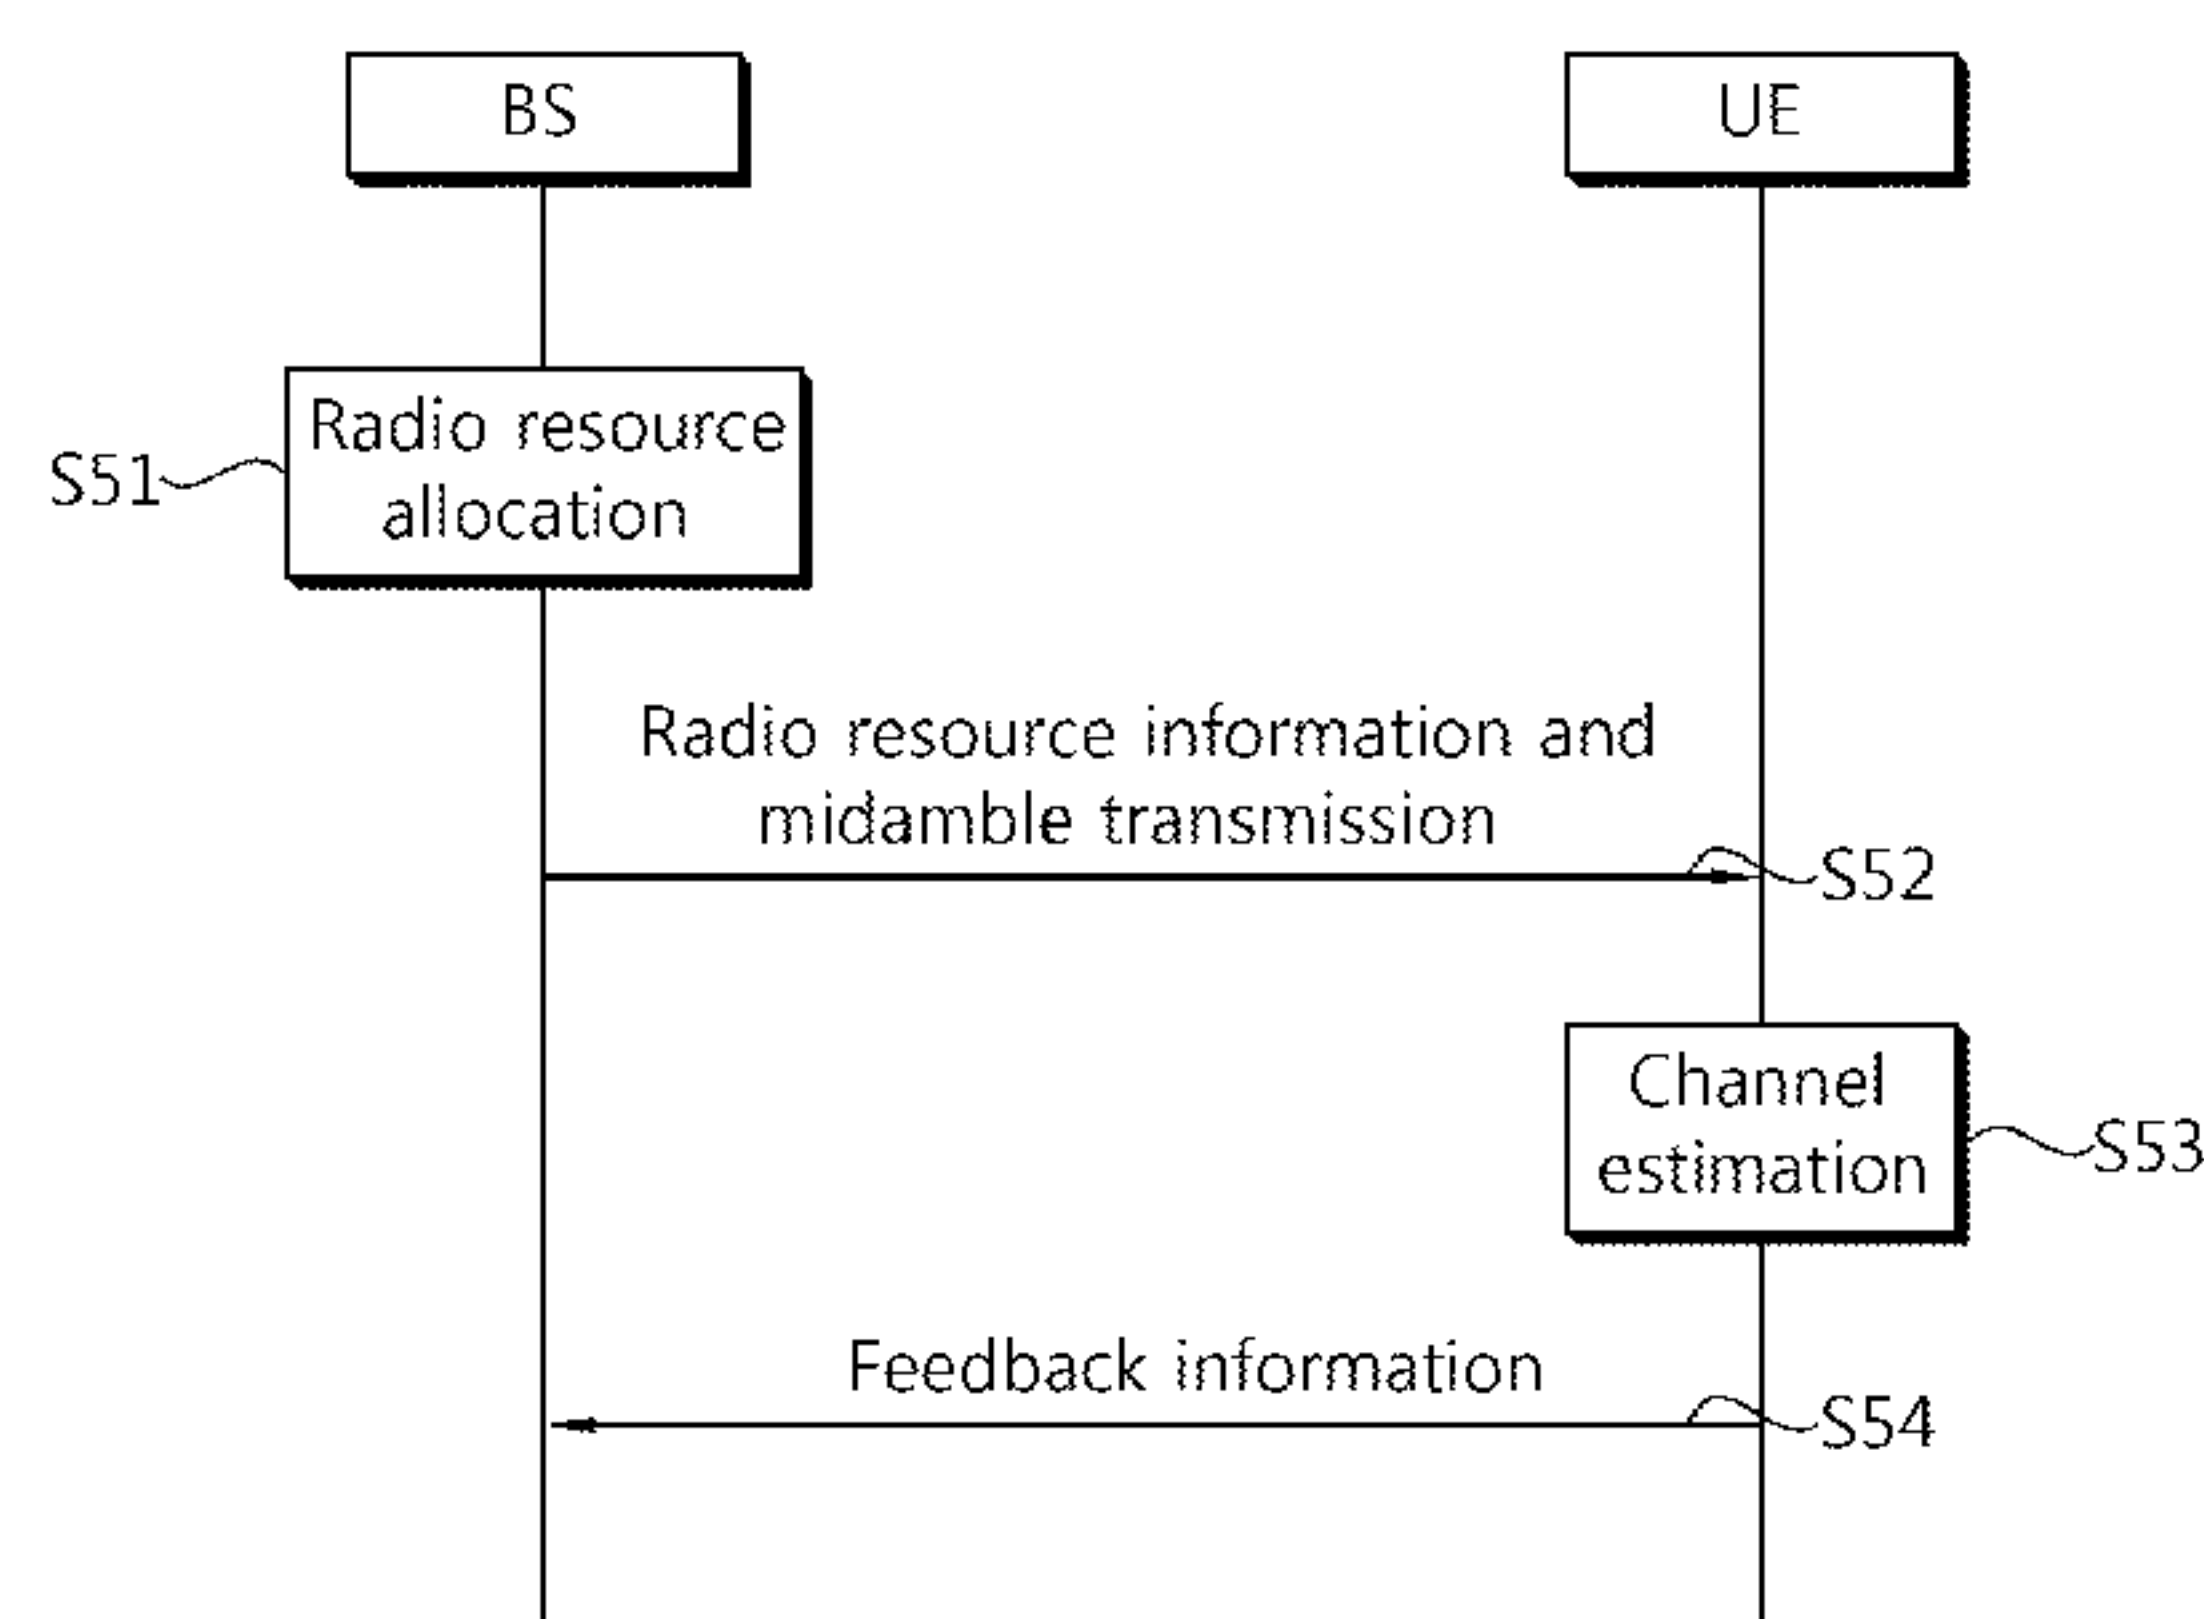 BS
UE
Radio resource
allocation
S51
Radio resource information and
midamble transmission
S52
Channel
estimation
S53
Feedback information
S54